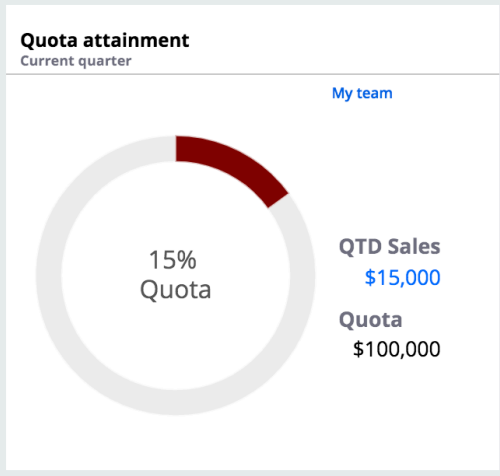 Quota attainment
Current quarter
My team
15%
Quota
QTD Sales
$15,000
Quota
$100,000